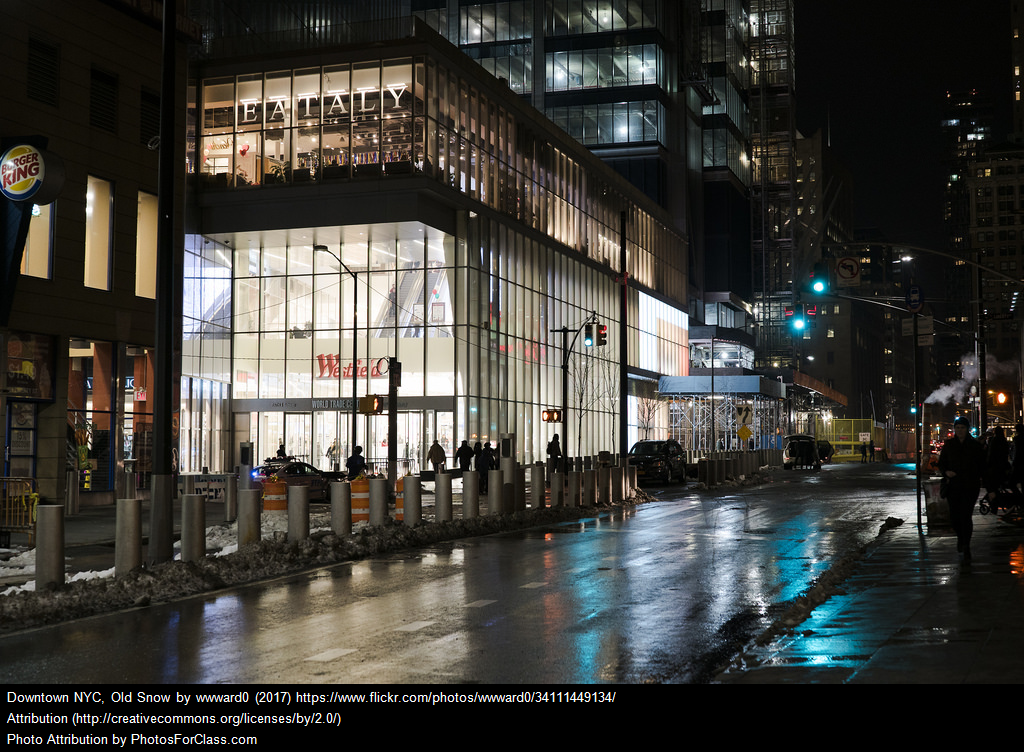 EATALY
BURGER
KING
Westfield
WORLD TRADE
Downtown NYC, Old Snow by wwward0 (2017) https://www.flickr.com/photos/wwward0/34111449134/
Attribution (http://creativecommons.org/licenses/by/2.0/)
Photo Attribution by PhotosForClass.com